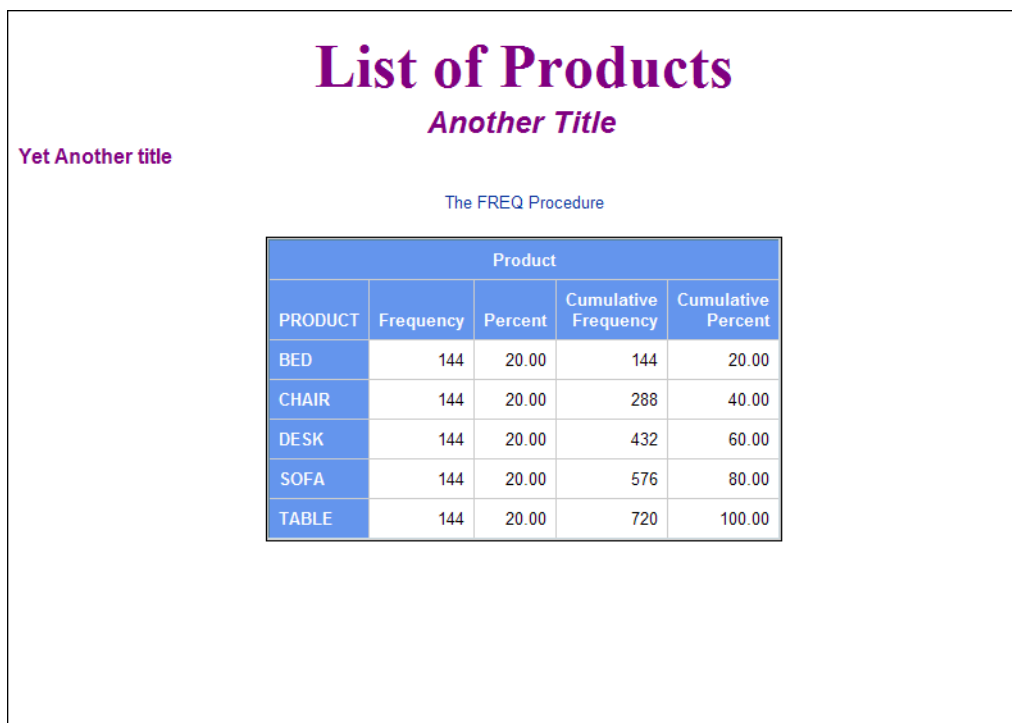 List of Products
Another Title
Yet Another title
The FREQ Procedure
Product
PRODUCT Frequency Percent Cumulative Frequency Cumulative Percent
BED 144 20.00 144 20.00
CHAIR 144 20.00 288 40.00
DESK 144 20.00 432 60.00
SOFA 144 20.00 576 80.00
TABLE 144 20.00 720 100.00